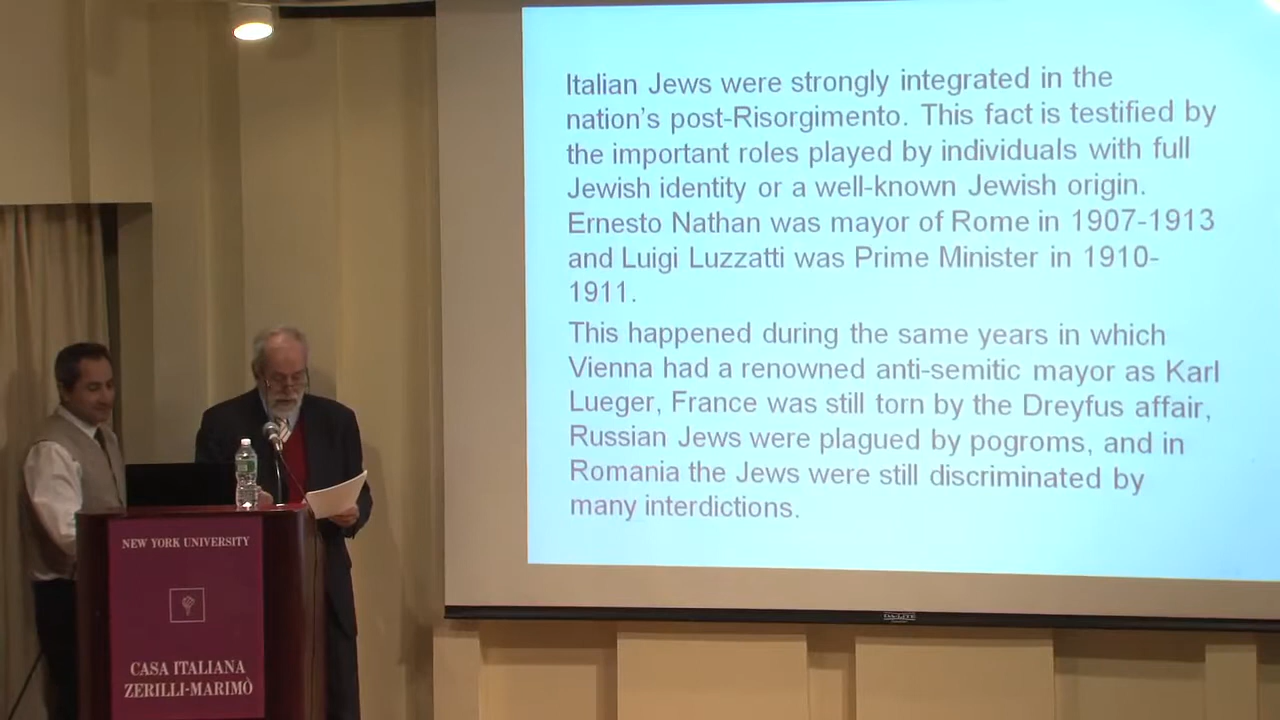 Italian Jews were strongly integrated in the
nation's post-Risorgimento. This fact is testified by
the important roles played by individuals with full
Jewish identity or a well-known Jewish origin.
Ernesto Nathan was mayor of Rome in 1907-1913
and Luigi Luzzatti was Prime Minister in 1910-
1911.
This happened during the same years in which
Vienna had a renowned anti-semitic mayor as Karl
Lueger, France was still torn by the Dreyfus affair,
Russian Jews were plagued by pogroms, and in
Romania the Jews were still discriminated by
many interdictions.
NEW YORK UNIVERSITY
CASA ITALIANA
ZERILLI-MARIMÒ
DA-LITE